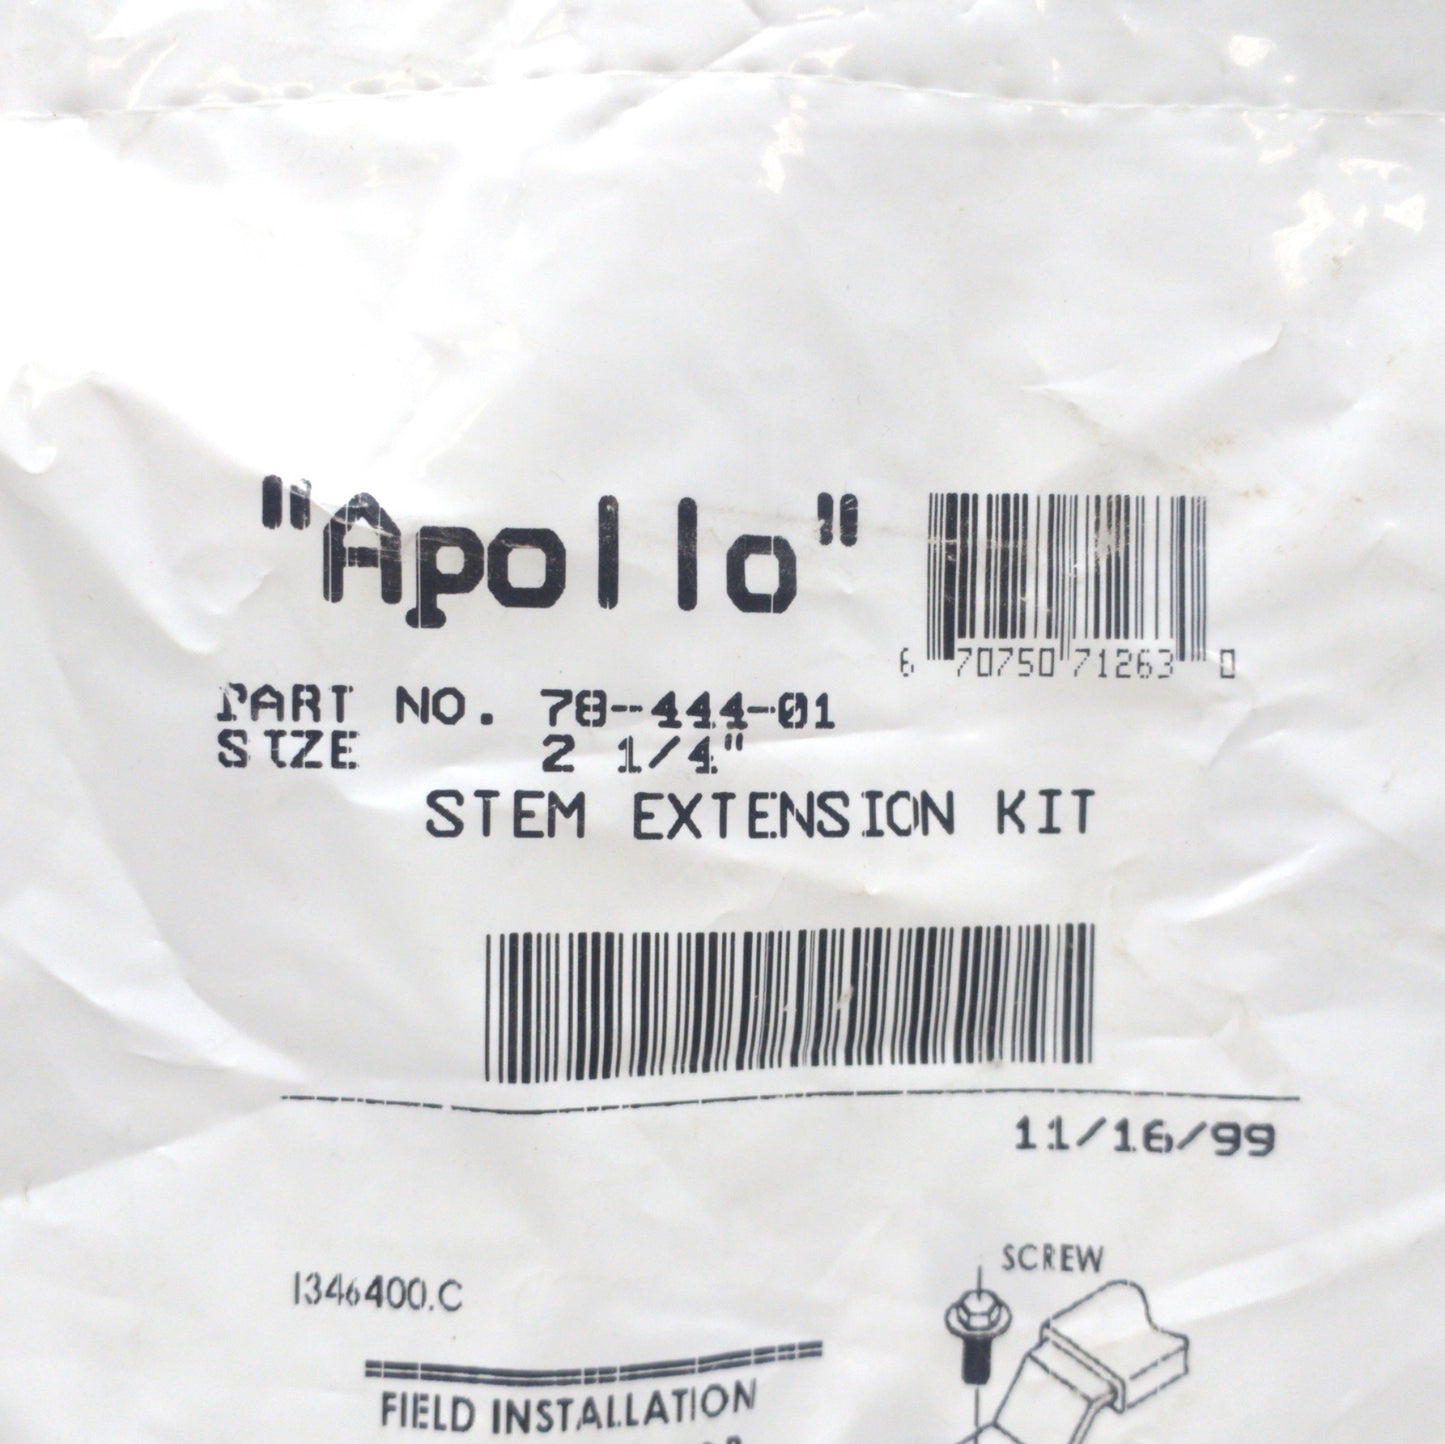 "Apollo"
6 70750 71263 0
PART NO. 78-444-01
SIZE 2 1/4"
STEM EXTENSION KIT
11/16/99
SCREW
I346400.C
FIELD INSTALLATION